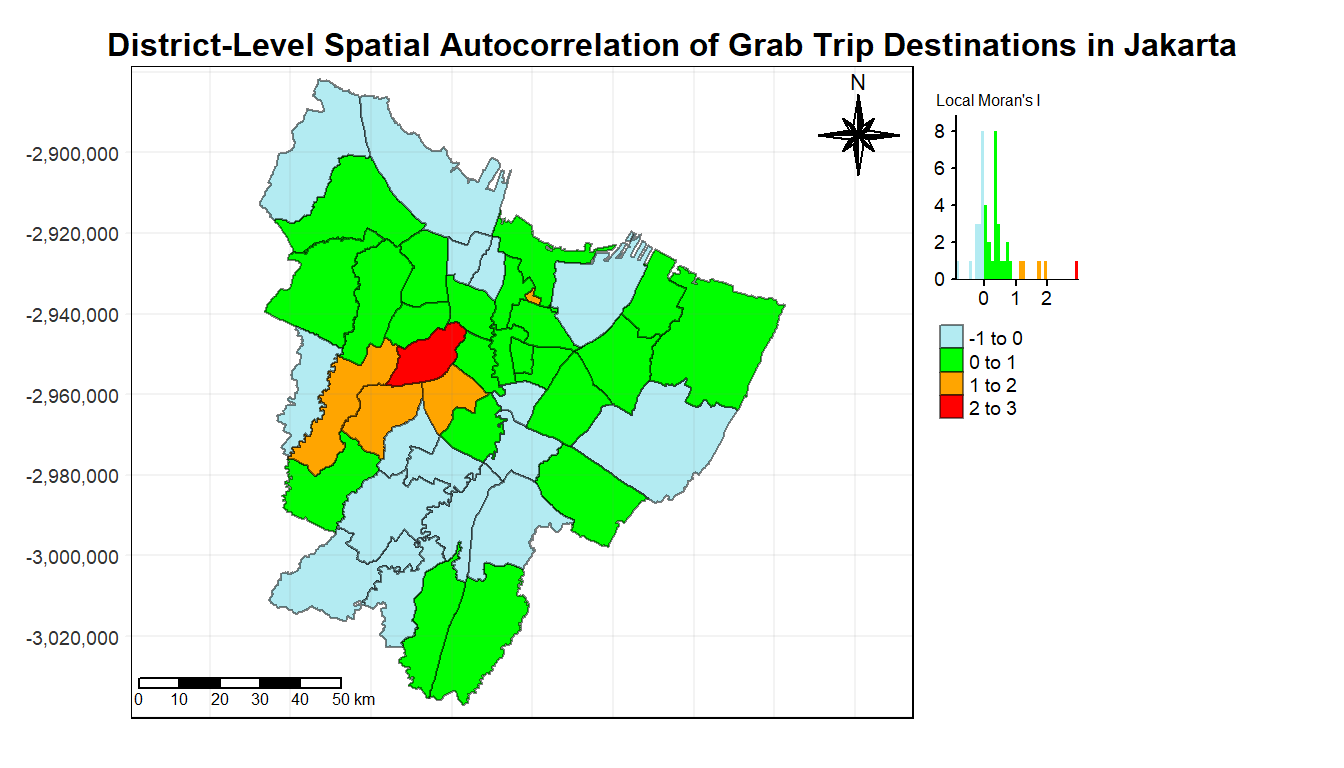 District-Level Spatial Autocorrelation of Grab Trip Destinations in Jakarta
N
-2,900,000
-2,920,000
-2,940,000
-2,960,000
-2,980,000
-3,000,000
-3,020,000
0 10 20 30 40 50 km
Local Moran's I
8
6
4
2
0
0 1 2
-1 to 0
0 to 1
1 to 2
2 to 3